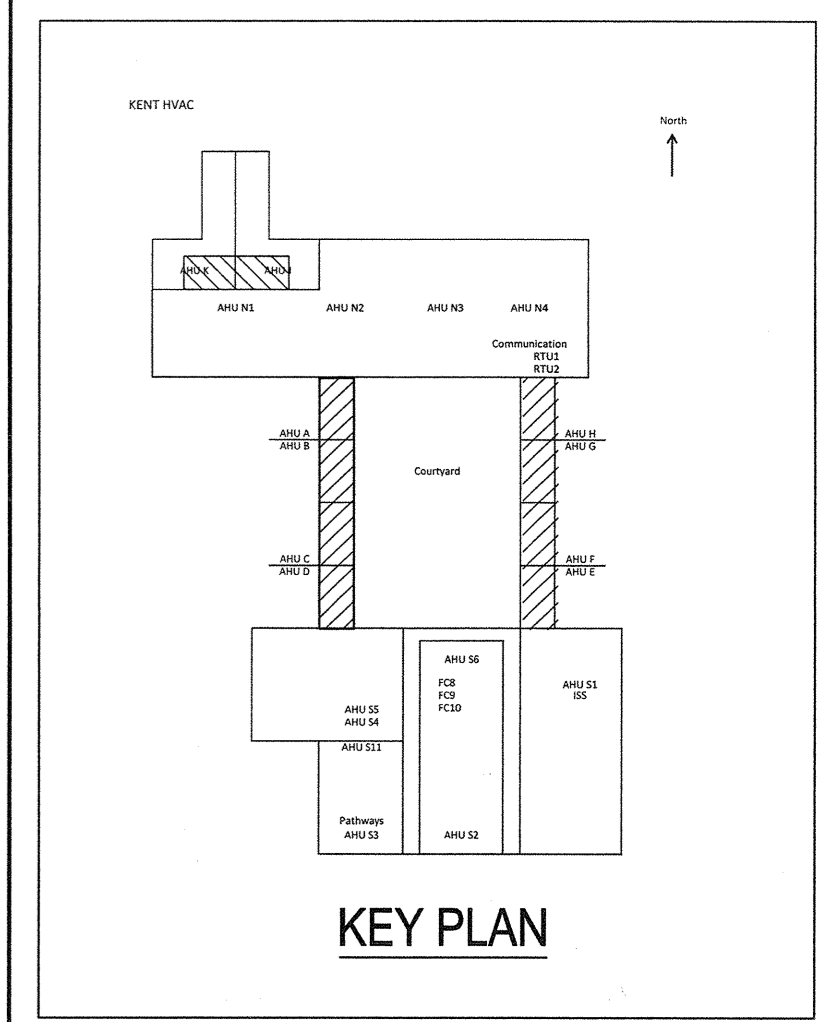 KENT HVAC
North
AHU K
AHU
AHU N1
AHU N2
AHU N3
AHU N4
Communication
RTU1
RTU2
AHU A
AHU B
AHU H
AHU G
Courtyard
AHU C
AHU D
AHU F
AHU E
AHU S6
FC8
FC9
FC10
AHU S1
ISS
AHU S5
AHU S4
AHU S11
Pathways
AHU S3
AHU S2
KEY PLAN